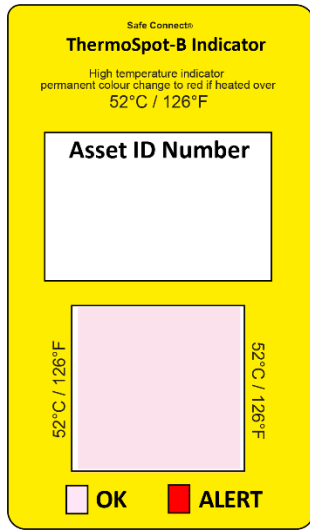 Safe Connect®
ThermoSpot-B Indicator
High temperature indicator
permanent colour change to red if heated over
52°C / 126°F
Asset ID Number
52°C / 126°F
52°C / 126°F
OK
ALERT